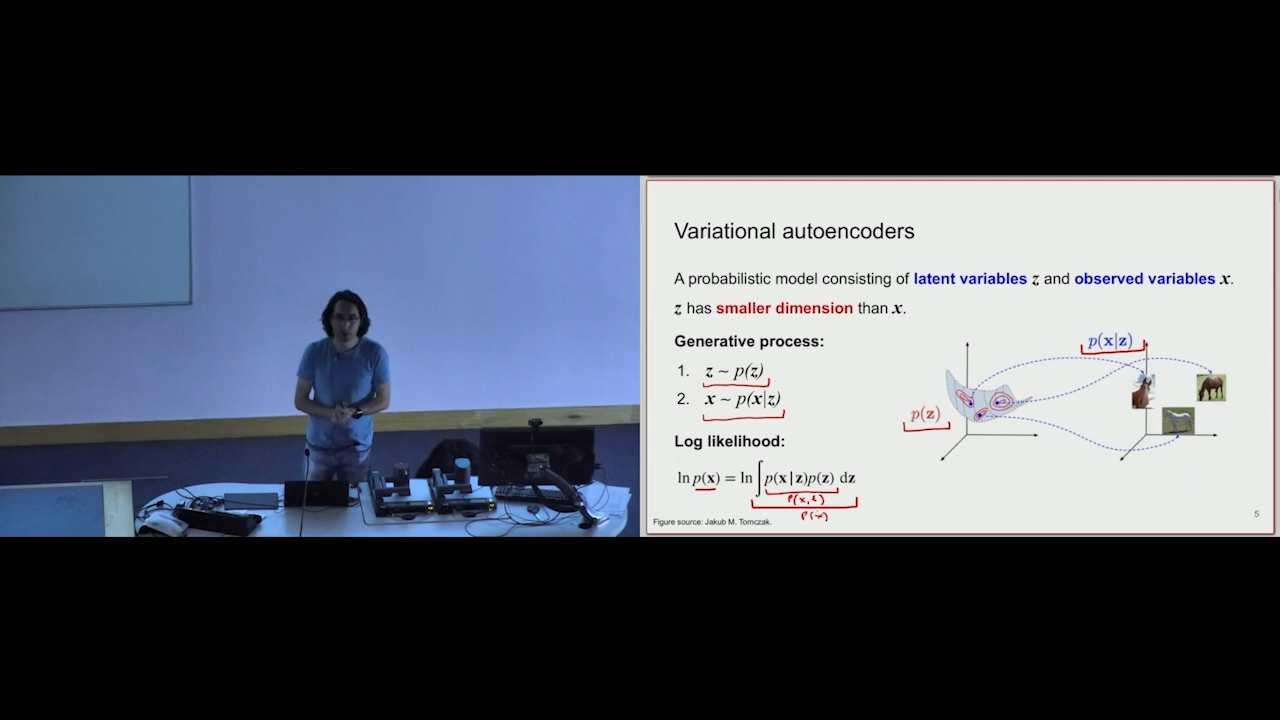 Variational autoencoders
A probabilistic model consisting of latent variables z and observed variables x.
z has smaller dimension than x.
Generative process:
1. z ~ p(z)
2. x ~ p(x|z)
p(z)
p(x|z)
Log likelihood:
ln p(x) = ln ∫ p(x|z)p(z) dz
p(x,z)
p(x)
Figure source: Jakub M. Tomczak.
5